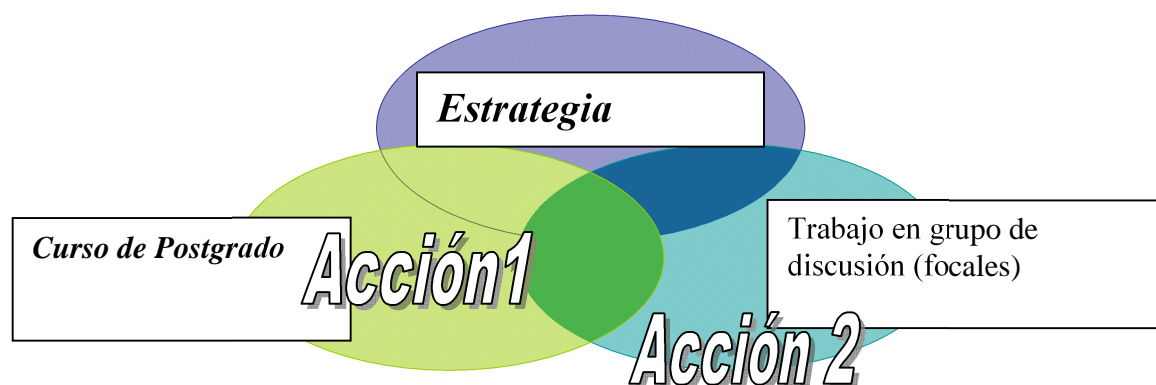 Estrategia
Curso de Postgrado
Acción1
Trabajo en grupo de
discusión (focales)
Acción 2